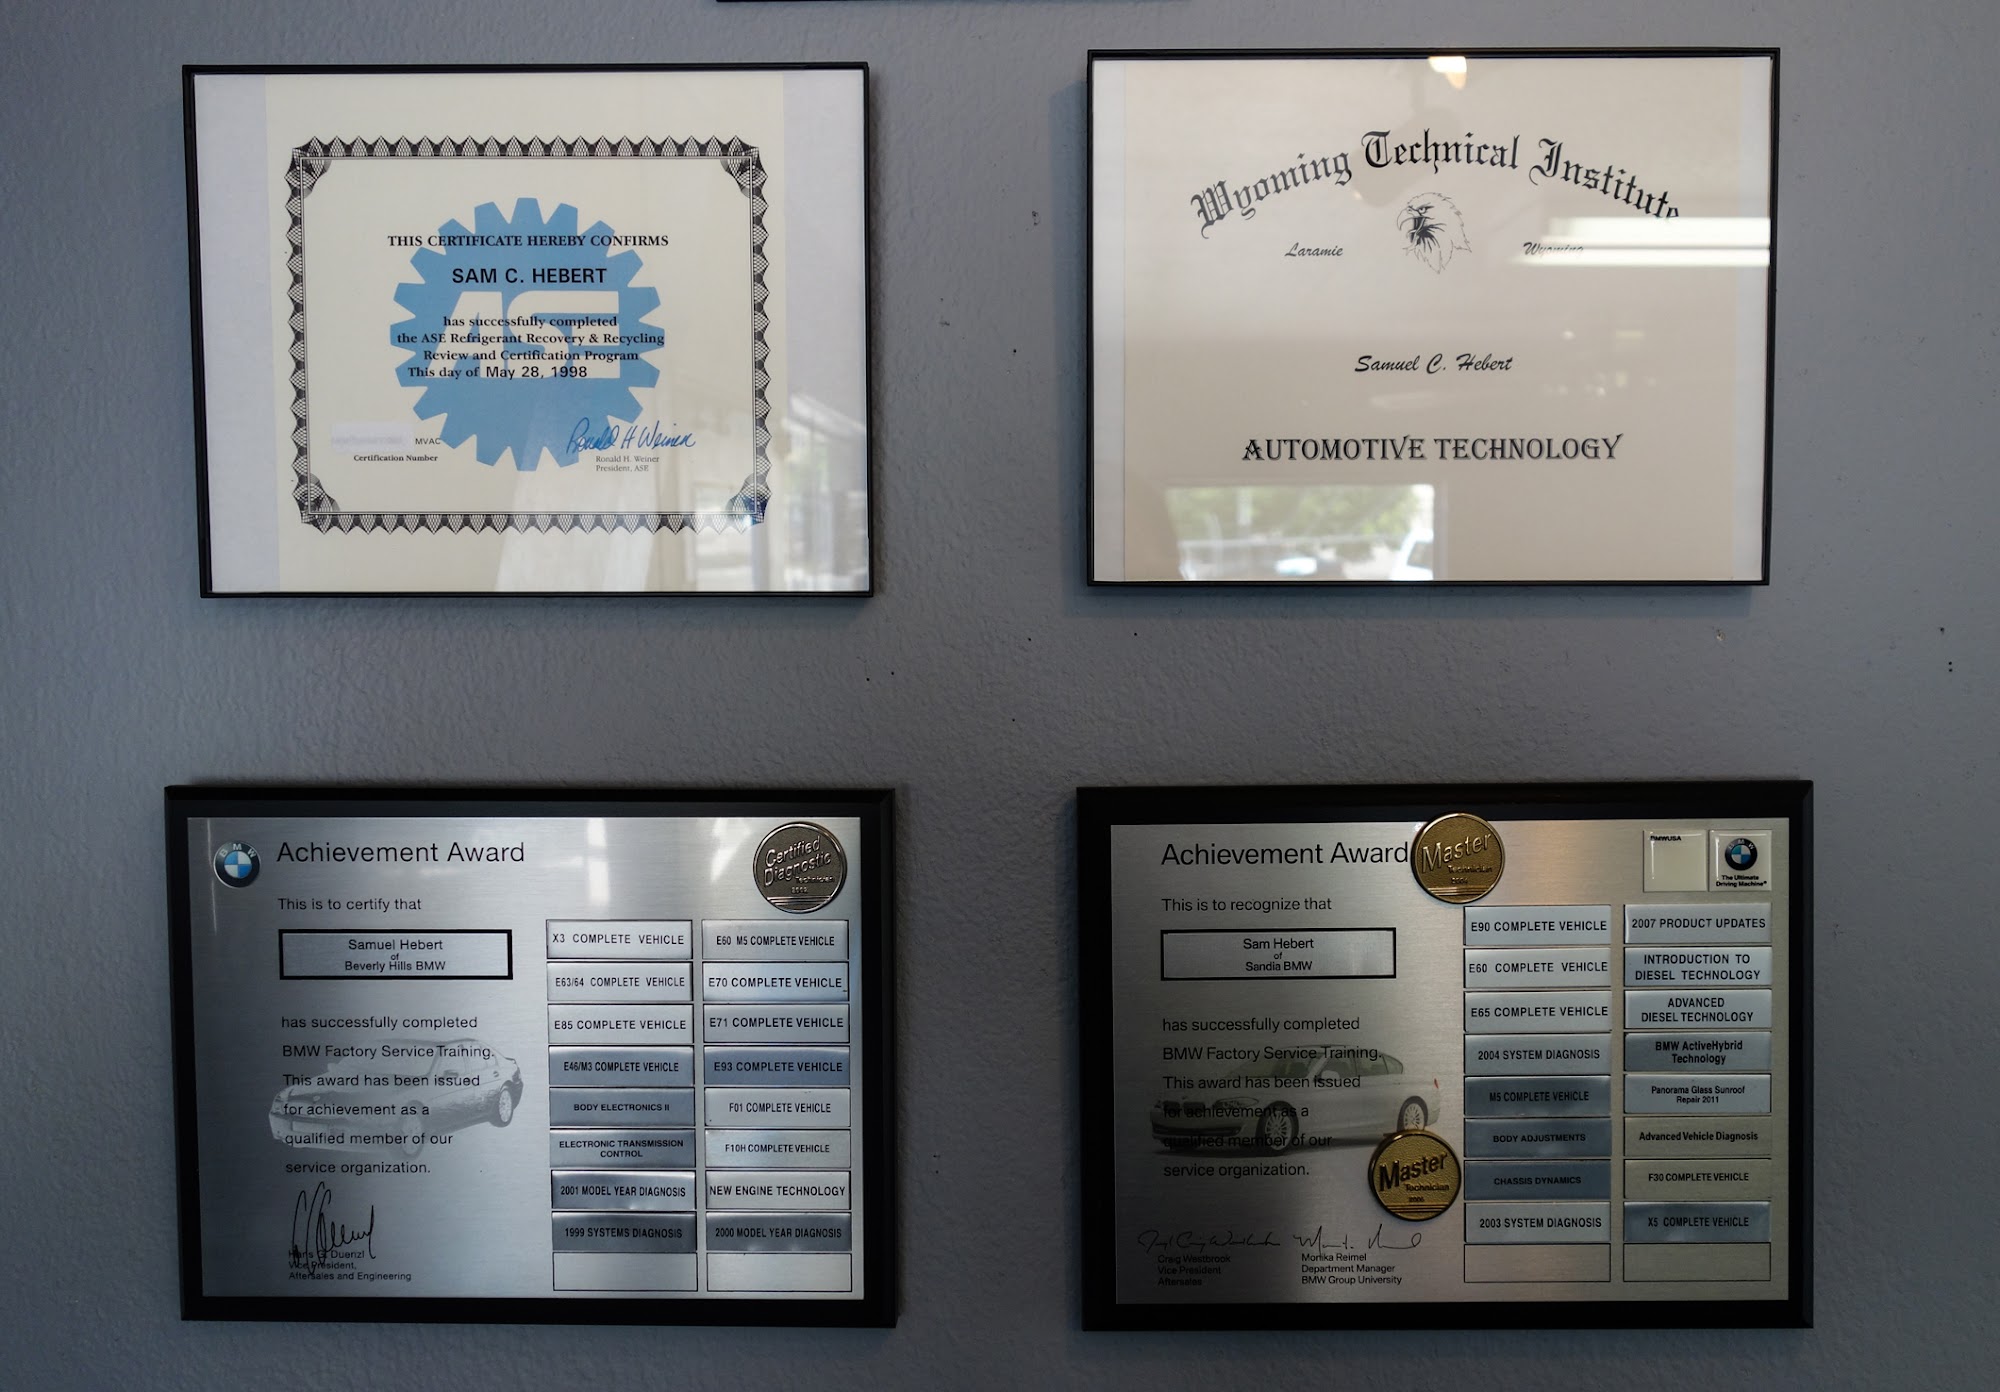 THIS CERTIFICATE HEREBY CONFIRMS
SAM C. HEBERT
ASE
has successfully completed
the ASE Refrigerant Recovery & Recycling
Review and Certification Program
This day of May 28, 1998
MVAC
Certification Number
Ronald H Weiner
Ronald H. Weiner
President, ASE
Wyoming Technical Institute
Laramie Wyoming
Samuel C. Hebert
AUTOMOTIVE TECHNOLOGY
BMW
Achievement Award
Certified
Diagnostic
Technician
This is to certify that
Samuel Hebert
of
Beverly Hills BMW
has successfully completed
BMW Factory Service Training.
This award has been issued
for achievement as a
qualified member of our
service organization.
Hans Duenzl
Vice President,
Aftersales and Engineering
X3 COMPLETE VEHICLE
E63/64 COMPLETE VEHICLE
E85 COMPLETE VEHICLE
E46/M3 COMPLETE VEHICLE
BODY ELECTRONICS II
ELECTRONIC TRANSMISSION
CONTROL
2001 MODEL YEAR DIAGNOSIS
1999 SYSTEMS DIAGNOSIS
E60 M5 COMPLETE VEHICLE
E70 COMPLETE VEHICLE
E71 COMPLETE VEHICLE
E93 COMPLETE VEHICLE
F01 COMPLETE VEHICLE
F10H COMPLETE VEHICLE
NEW ENGINE TECHNOLOGY
2000 MODEL YEAR DIAGNOSIS
Achievement Award
Master
Technician
BMWUSA
BMW
The Ultimate
Driving Machine®
This is to recognize that
Sam Hebert
of
Sandia BMW
has successfully completed
BMW Factory Service Training.
This award has been issued
for achievement as a
qualified member of our
service organization.
Master
Technician
Craig Westbrook
Vice President
Aftersales
Monika Reimel
Department Manager
BMW Group University
E90 COMPLETE VEHICLE
E60 COMPLETE VEHICLE
E65 COMPLETE VEHICLE
2004 SYSTEM DIAGNOSIS
M5 COMPLETE VEHICLE
BODY ADJUSTMENTS
CHASSIS DYNAMICS
2003 SYSTEM DIAGNOSIS
2007 PRODUCT UPDATES
INTRODUCTION TO
DIESEL TECHNOLOGY
ADVANCED
DIESEL TECHNOLOGY
BMW ActiveHybrid
Technology
Panorama Glass Sunroof
Repair 2011
Advanced Vehicle Diagnosis
F30 COMPLETE VEHICLE
X5 COMPLETE VEHICLE